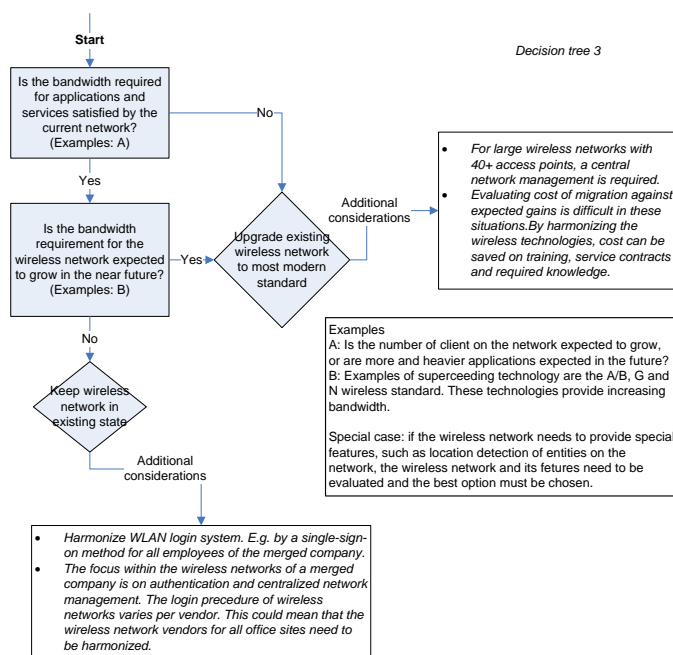 Start
Decision tree 3
Is the bandwidth required
for applications and
services satisfied by the
current network?
(Examples: A)
No
Yes
Is the bandwidth
requirement for the
wireless network expected
to grow in the near future?
(Examples: B)
Yes
Upgrade existing
wireless network
to most modern
standard
Additional
considerations
• For large wireless networks with
40+ access points, a central
network management is required.
• Evaluating cost of migration against
expected gains is difficult in these
situations.By harmonizing the
wireless technologies, cost can be
saved on training, service contracts
and required knowledge.
No
Keep wireless
network in
existing state
Examples
A: Is the number of client on the network expected to grow,
or are more and heavier applications expected in the future?
B: Examples of superceeding technology are the A/B, G and
N wireless standard. These technologies provide increasing
bandwidth.
Special case: if the wireless network needs to provide special
features, such as location detection of entities on the
network, the wireless network and its fetures need to be
evaluated and the best option must be chosen.
Additional
considerations
• Harmonize WLAN login system. E.g. by a single-sign-
on method for all employees of the merged company.
• The focus within the wireless networks of a merged
company is on authentication and centralized network
management. The login precedure of wireless
networks varies per vendor. This could mean that the
wireless network vendors for all office sites need to
be harmonized.